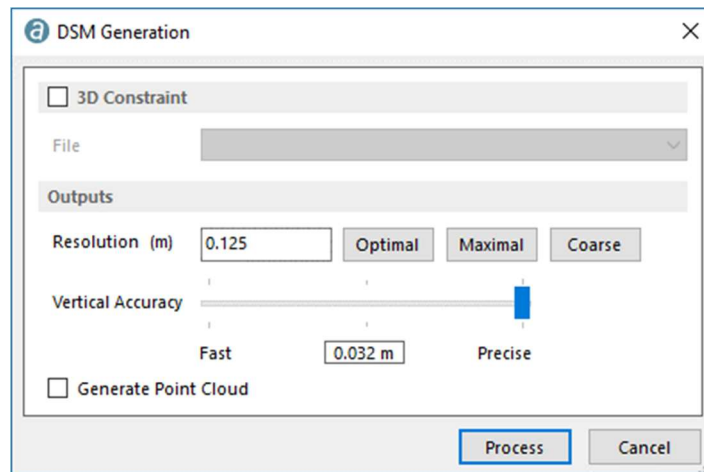 DSM Generation
3D Constraint
File
Outputs
Resolution (m) 0.125 Optimal Maximal Coarse
Vertical Accuracy
Fast 0.032 m Precise
Generate Point Cloud
Process Cancel